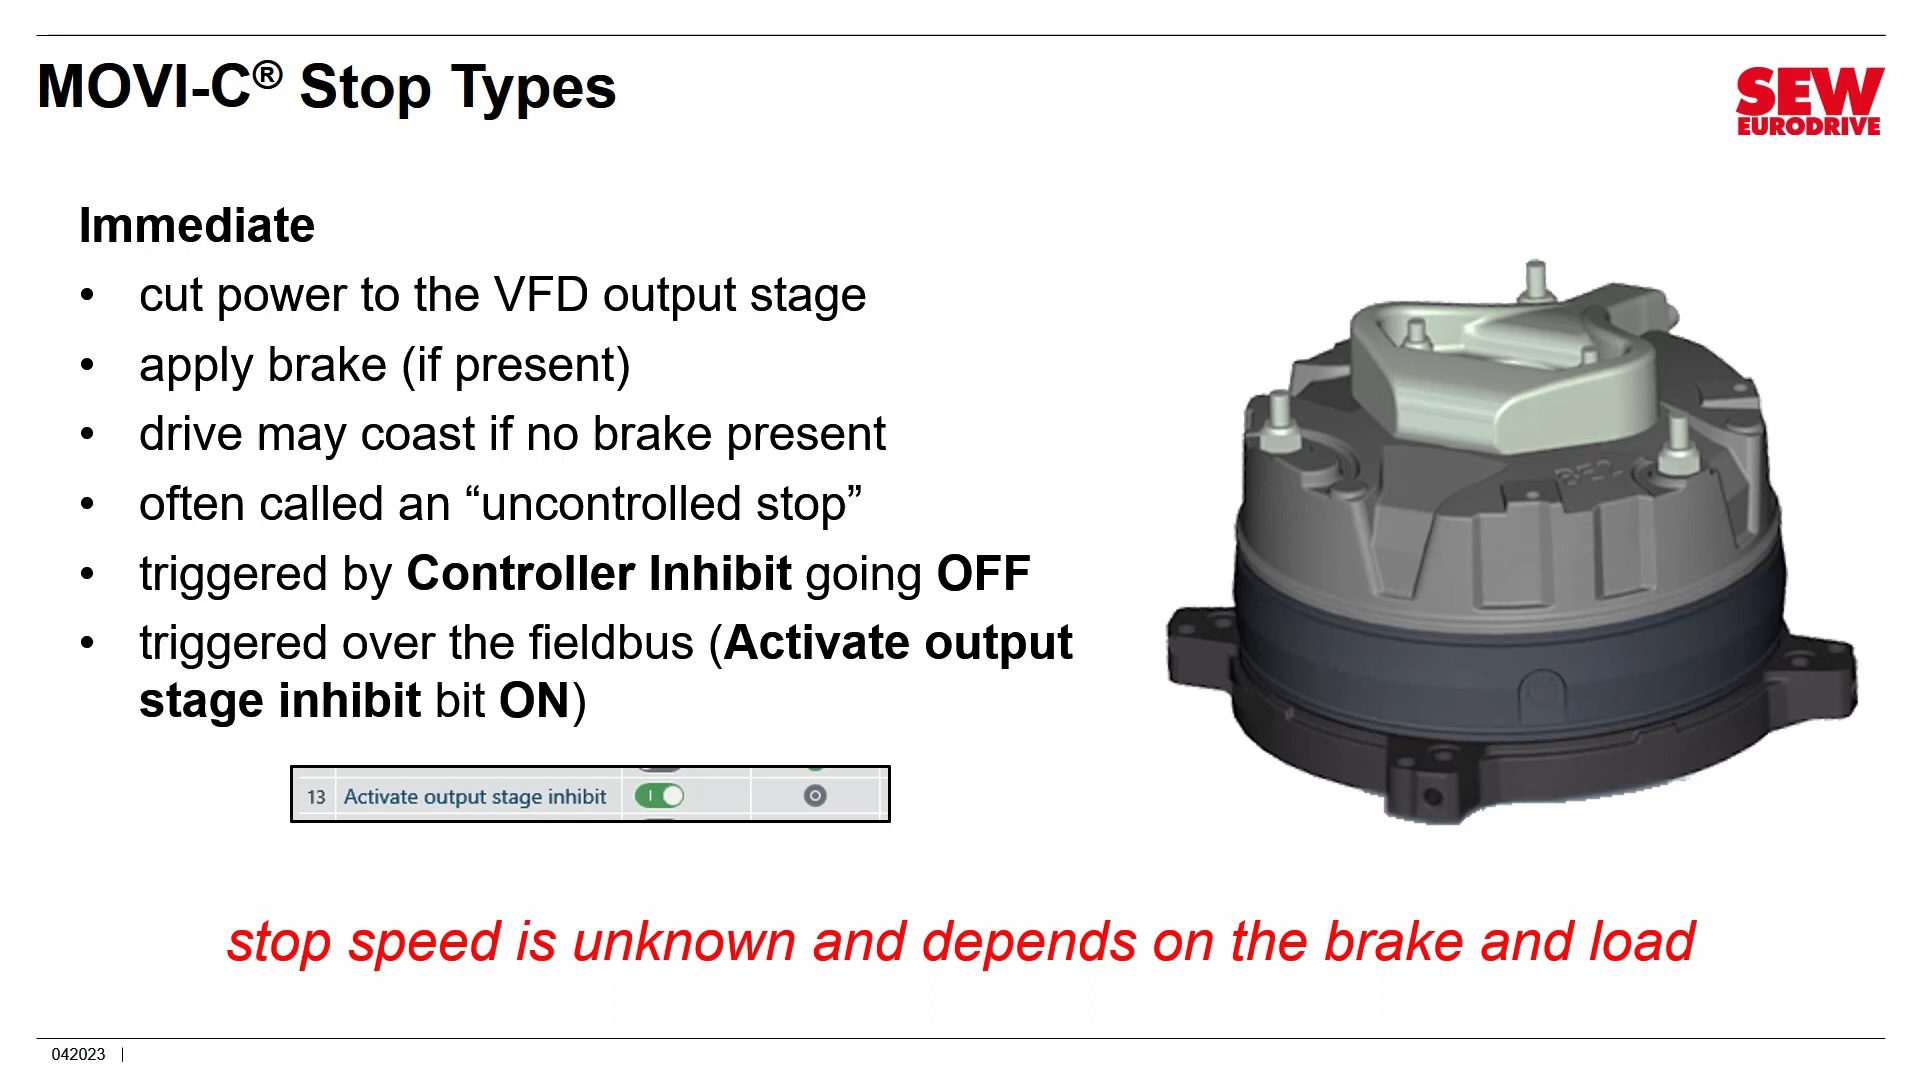 MOVI-C® Stop Types
SEW
EURODRIVE
Immediate
• cut power to the VFD output stage
• apply brake (if present)
• drive may coast if no brake present
• often called an “uncontrolled stop”
• triggered by Controller Inhibit going OFF
• triggered over the fieldbus (Activate output
stage inhibit bit ON)
BE2
13 Activate output stage inhibit
stop speed is unknown and depends on the brake and load
042023 |